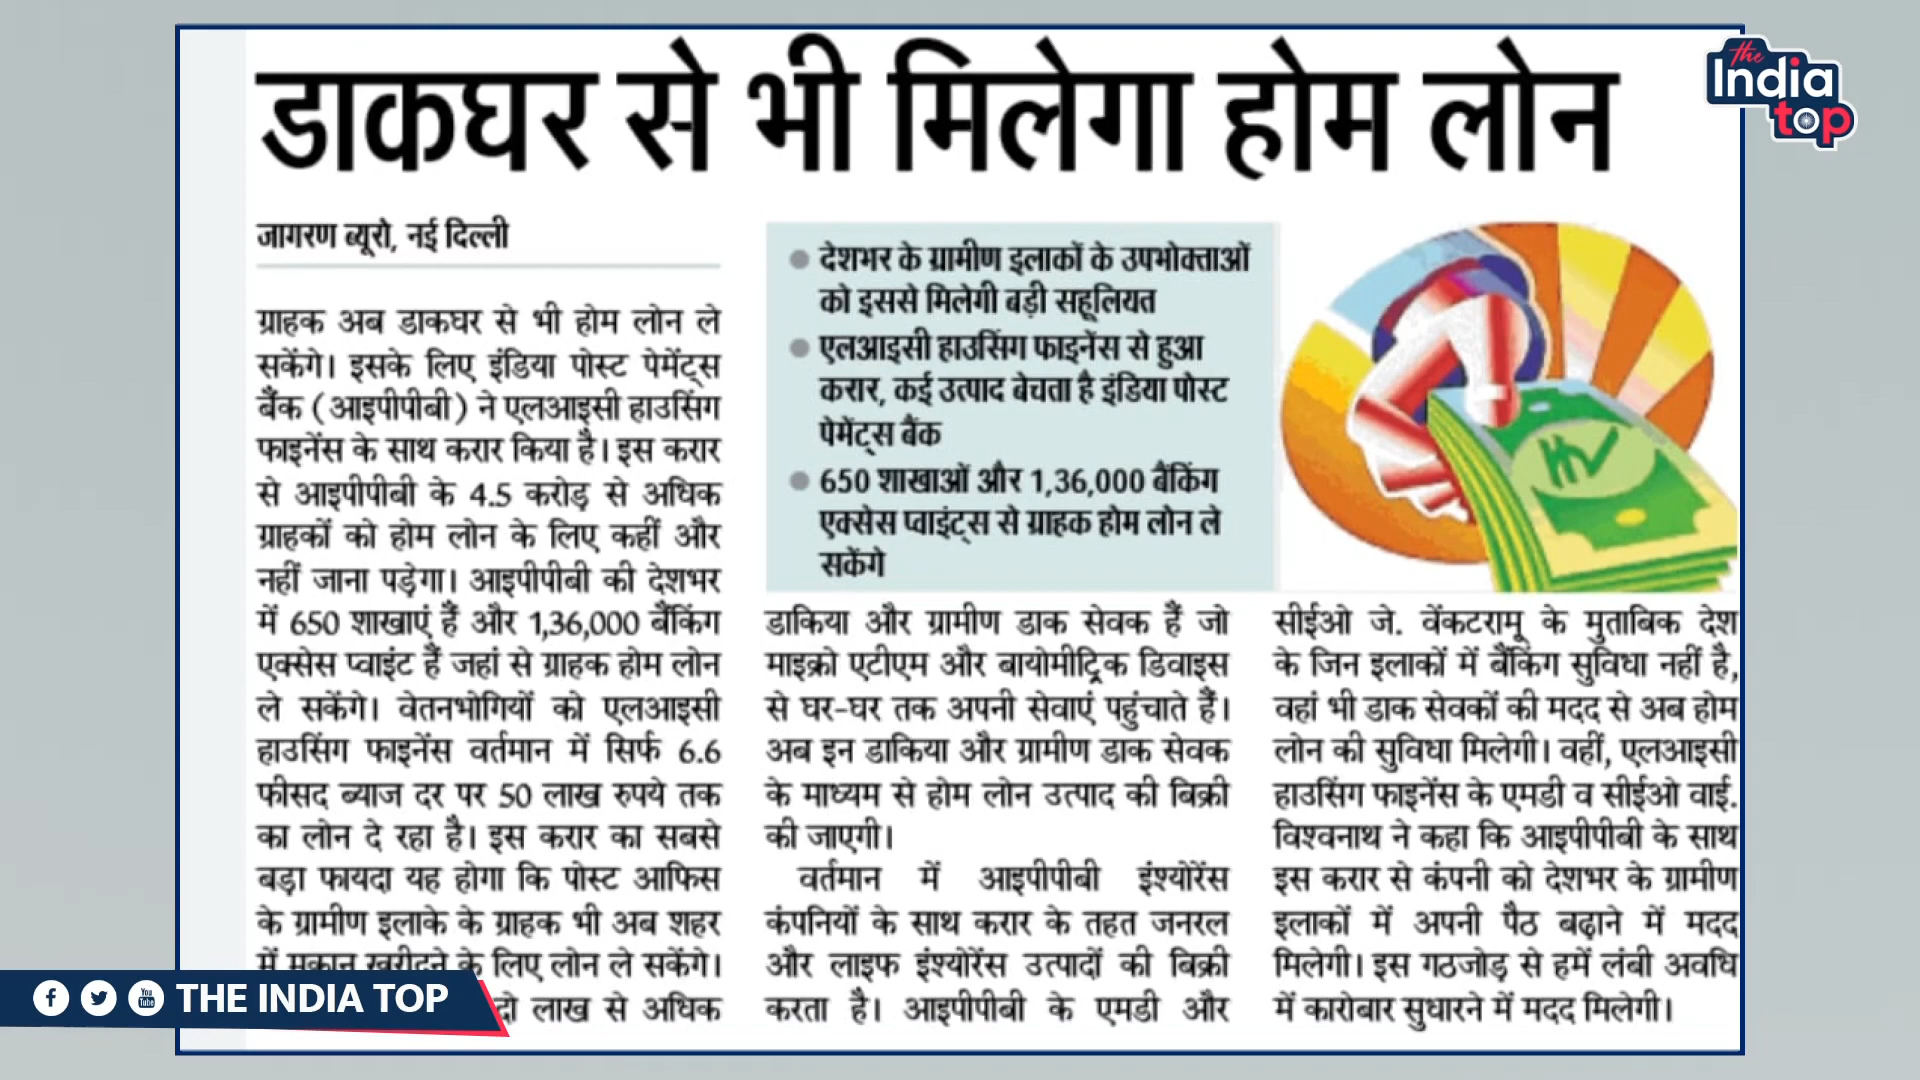 the
India
top
डाकघर से भी मिलेगा होम लोन
जागरण ब्यूरो, नई दिल्ली
ग्राहक अब डाकघर से भी होम लोन ले
सकेंगे। इसके लिए इंडिया पोस्ट पेमेंट्स
बैंक (आइपीपीबी) ने एलआइसी हाउसिंग
फाइनेंस के साथ करार किया है। इस करार
से आइपीपीबी के 4.5 करोड़ से अधिक
ग्राहकों को होम लोन के लिए कहीं और
नहीं जाना पड़ेगा। आइपीपीबी की देशभर
में 650 शाखाएं हैं और 1,36,000 बैंकिंग
एक्सेस प्वाइंट हैं जहां से ग्राहक होम लोन
ले सकेंगे। वेतनभोगियों को एलआइसी
हाउसिंग फाइनेंस वर्तमान में सिर्फ 6.6
फीसद ब्याज दर पर 50 लाख रुपये तक
का लोन दे रहा है। इस करार का सबसे
बड़ा फायदा यह होगा कि पोस्ट आफिस
के ग्रामीण इलाके के ग्राहक भी अब शहर
में मकान खरीदने के लिए लोन ले सकेंगे।
दो लाख से अधिक
● देशभर के ग्रामीण इलाकों के उपभोक्ताओं
को इससे मिलेगी बड़ी सहूलियत
● एलआइसी हाउसिंग फाइनेंस से हुआ
करार, कई उत्पाद बेचता है इंडिया पोस्ट
पेमेंट्स बैंक
● 650 शाखाओं और 1,36,000 बैंकिंग
एक्सेस प्वाइंट्स से ग्राहक होम लोन ले
सकेंगे
डाकिया और ग्रामीण डाक सेवक हैं जो
माइक्रो एटीएम और बायोमीट्रिक डिवाइस
से घर-घर तक अपनी सेवाएं पहुंचाते हैं।
अब इन डाकिया और ग्रामीण डाक सेवक
के माध्यम से होम लोन उत्पाद की बिक्री
की जाएगी।
वर्तमान में आइपीपीबी इंश्योरेंस
कंपनियों के साथ करार के तहत जनरल
और लाइफ इंश्योरेंस उत्पादों की बिक्री
करता है। आइपीपीबी के एमडी और
सीईओ जे. वेंकटरामू के मुताबिक देश
के जिन इलाकों में बैंकिंग सुविधा नहीं है,
वहां भी डाक सेवकों की मदद से अब होम
लोन की सुविधा मिलेगी। वहीं, एलआइसी
हाउसिंग फाइनेंस के एमडी व सीईओ वाई.
विश्वनाथ ने कहा कि आइपीपीबी के साथ
इस करार से कंपनी को देशभर के ग्रामीण
इलाकों में अपनी पैठ बढ़ाने में मदद
मिलेगी। इस गठजोड़ से हमें लंबी अवधि
में कारोबार सुधारने में मदद मिलेगी।
You
Tube
THE INDIA TOP